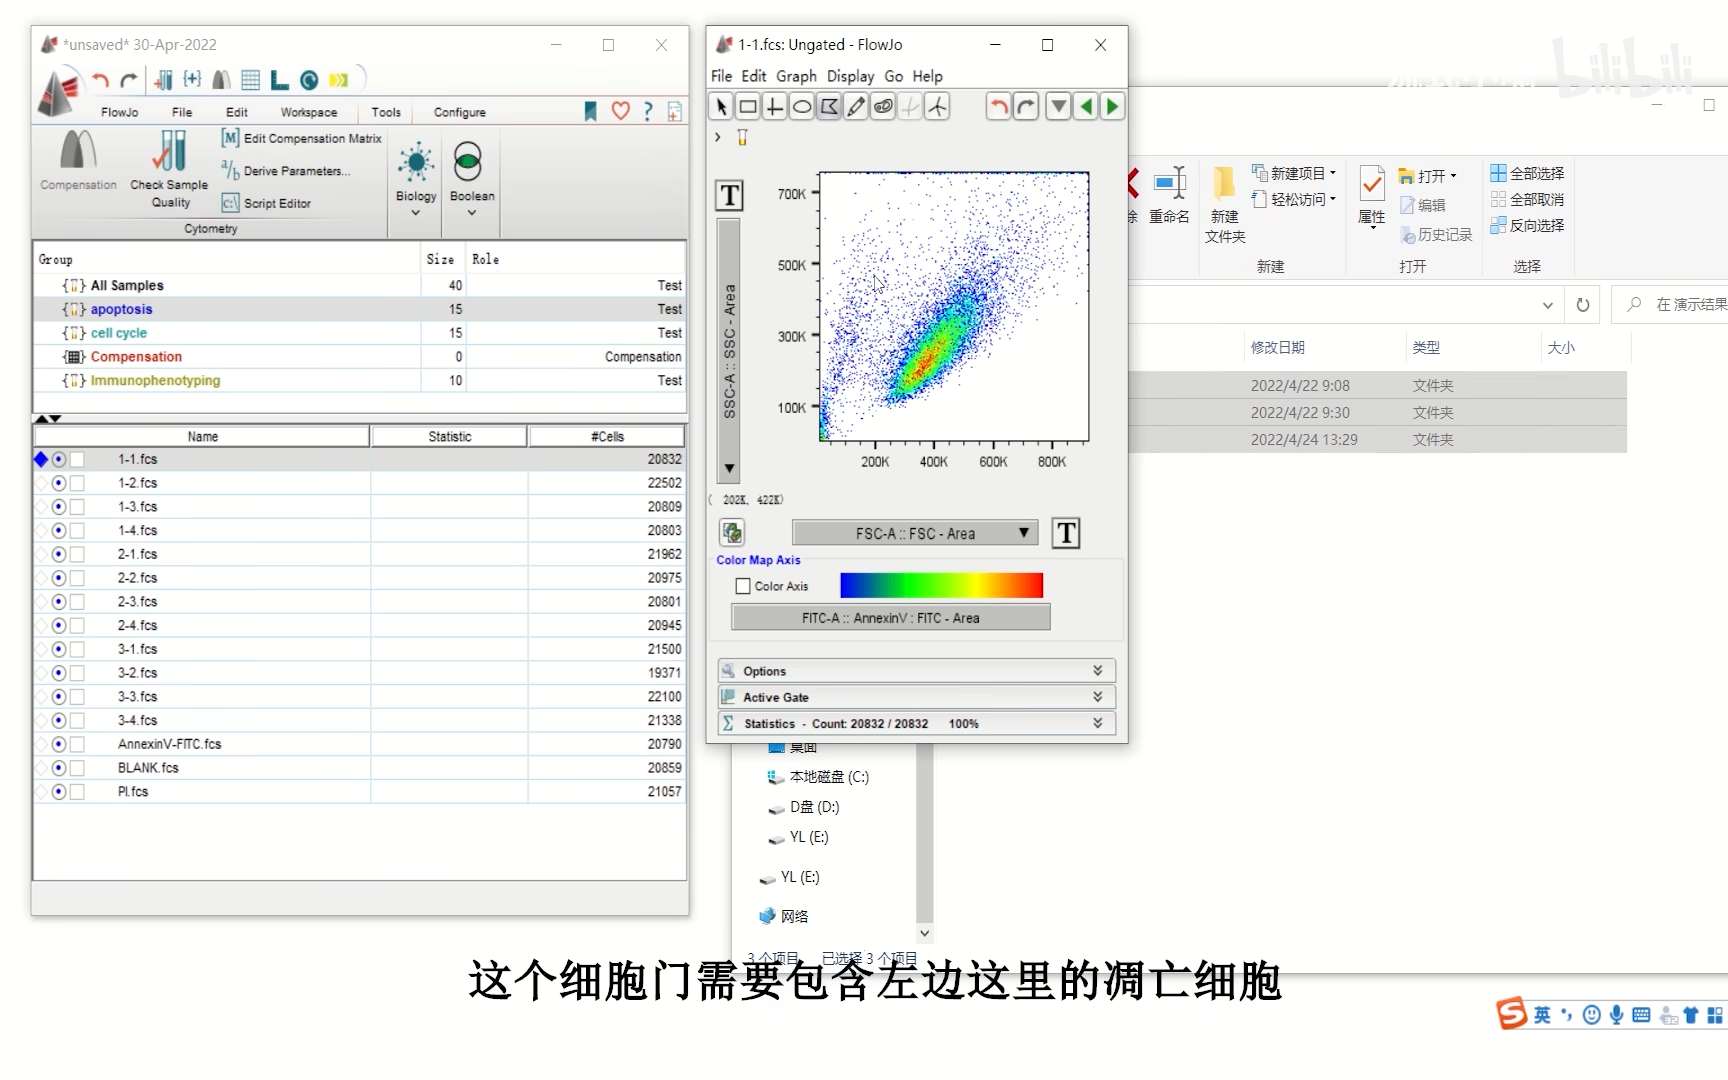 *unsaved* 30-Apr-2022
FlowJo File Edit Workspace Tools Configure
Compensation
Check Sample Quality
Edit Compensation Matrix
Derive Parameters...
Script Editor
Biology
Boolean
Cytometry
Group Size Role
All Samples 40 Test
apoptosis 15 Test
cell cycle 15 Test
Compensation 0 Compensation
Immunophenotyping 10 Test
Name Statistic #Cells
1-1.fcs 20832
1-2.fcs 22502
1-3.fcs 20809
1-4.fcs 20803
2-1.fcs 21962
2-2.fcs 20975
2-3.fcs 20801
2-4.fcs 20945
3-1.fcs 21500
3-2.fcs 19371
3-3.fcs 22100
3-4.fcs 21338
AnnexinV-FITC.fcs 20790
BLANK.fcs 20859
PI.fcs 21057
1-1.fcs: Ungated - FlowJo
File Edit Graph Display Go Help
T
SSC-A :: SSC - Area
700K
500K
300K
100K
200K 400K 600K 800K
( 202K, 422K)
FSC-A :: FSC - Area
T
Color Map Axis
Color Axis
FITC-A :: AnnexinV : FITC - Area
Options
Active Gate
Statistics - Count: 20832 / 20832 100%
bilibili
除 重命名
新建
文件夹
新建项目
轻松访问
新建
属性
打开
编辑
历史记录
打开
全部选择
全部取消
反向选择
选择
在 演示结果
修改日期 类型 大小
2022/4/22 9:08 文件夹
2022/4/22 9:30 文件夹
2022/4/24 13:29 文件夹
桌面
本地磁盘 (C:)
D盘 (D:)
YL (E:)
YL (E:)
网络
3 个项目 已选择 3 个项目
这个细胞门需要包含左边这里的凋亡细胞
英